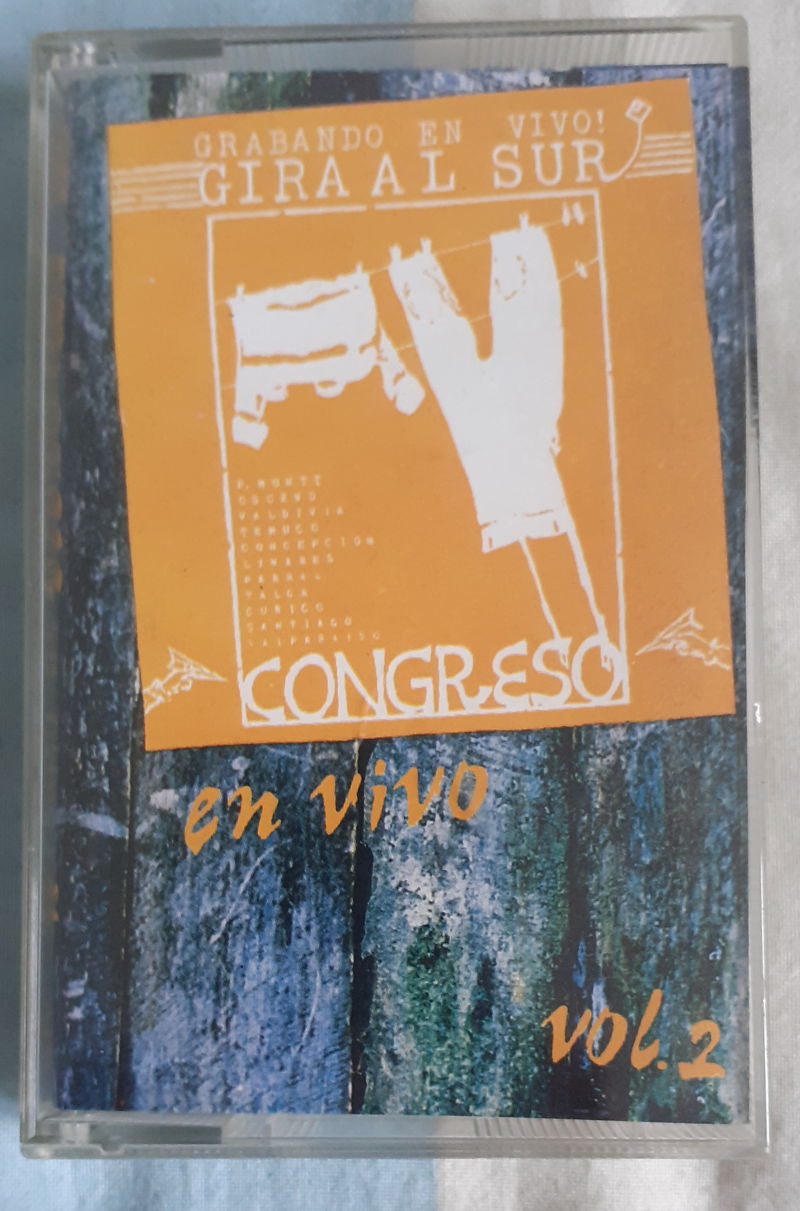 GRABANDO EN VIVO!
GIRA AL SUR
P. MONTT
OSORNO
VALDIVIA
TEMUCO
CONCEPCION
LINARES
PARRAL
TALCA
CURICO
SANTIAGO
VALPARAISO
CONGRESO
en vivo
vol. 2